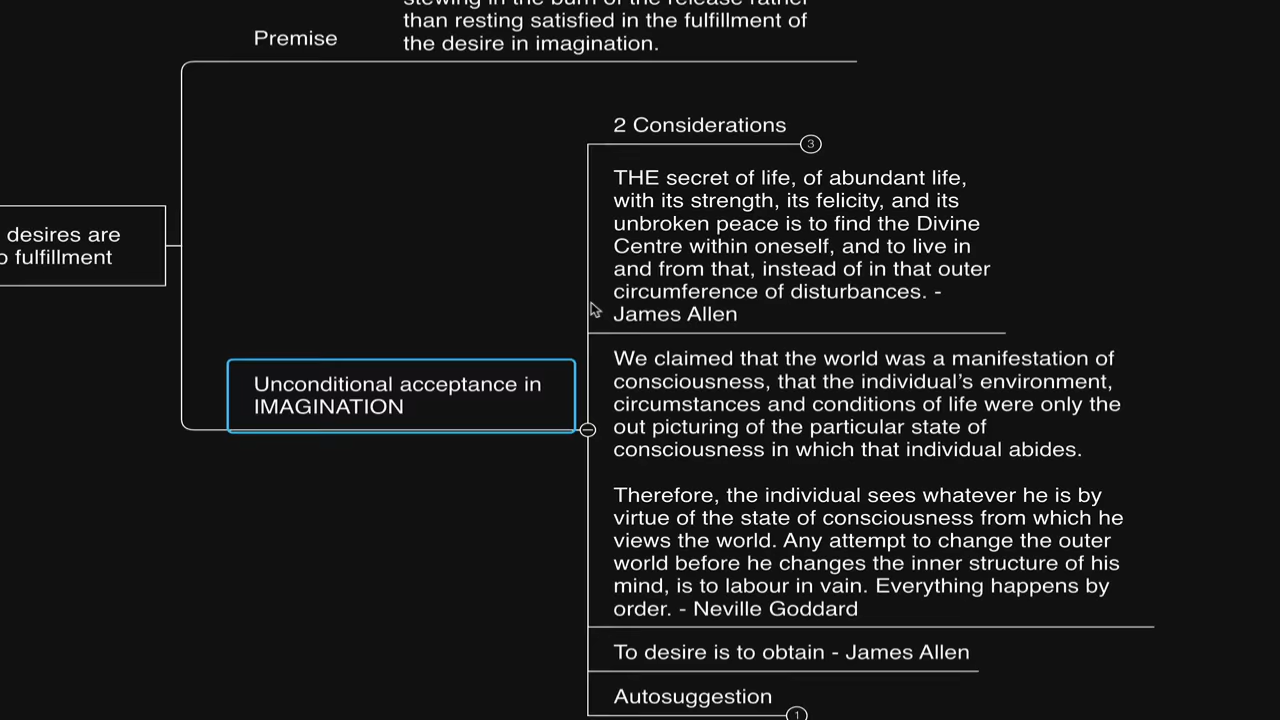 stewing in the burn of the release rather
than resting satisfied in the fulfillment of
the desire in imagination.
Premise
2 Considerations
3
THE secret of life, of abundant life,
with its strength, its felicity, and its
unbroken peace is to find the Divine
Centre within oneself, and to live in
and from that, instead of in that outer
circumference of disturbances. -
James Allen
desires are
o fulfillment
Unconditional acceptance in
IMAGINATION
We claimed that the world was a manifestation of
consciousness, that the individual's environment,
circumstances and conditions of life were only the
out picturing of the particular state of
consciousness in which that individual abides.
Therefore, the individual sees whatever he is by
virtue of the state of consciousness from which he
views the world. Any attempt to change the outer
world before he changes the inner structure of his
mind, is to labour in vain. Everything happens by
order. - Neville Goddard
To desire is to obtain - James Allen
Autosuggestion
1